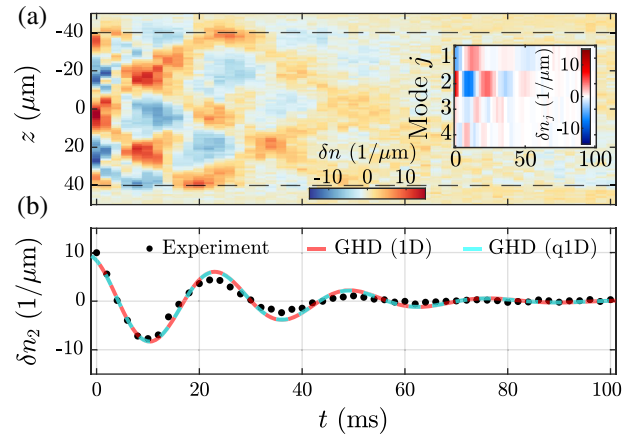 (a)
-40
-20
0
20
40
z (μm)
Mode j
1
2
3
4
0 50 100
10
0
-10
δn_j (1/μm)
δn (1/μm)
-10 0 10
(b)
Experiment GHD (1D) GHD (q1D)
10
0
-10
δn₂ (1/μm)
0 20 40 60 80 100
t (ms)